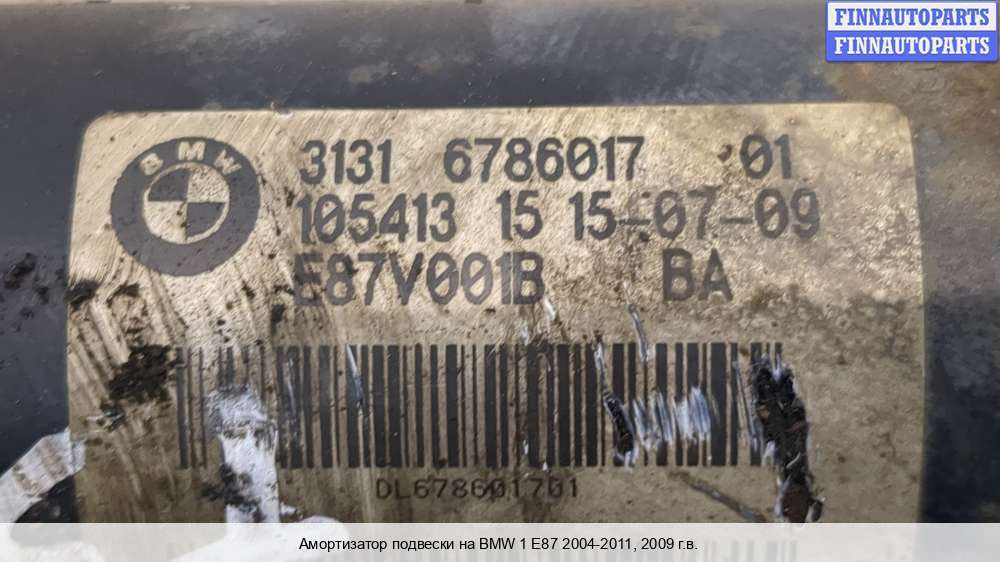 FINNAUTOPARTS
FINNAUTOPARTS
BMW
3131 6786017 01
105413 15 15-07-09
E87V001B BA
DL678601701
Амортизатор подвески на BMW 1 E87 2004-2011, 2009 г.в.